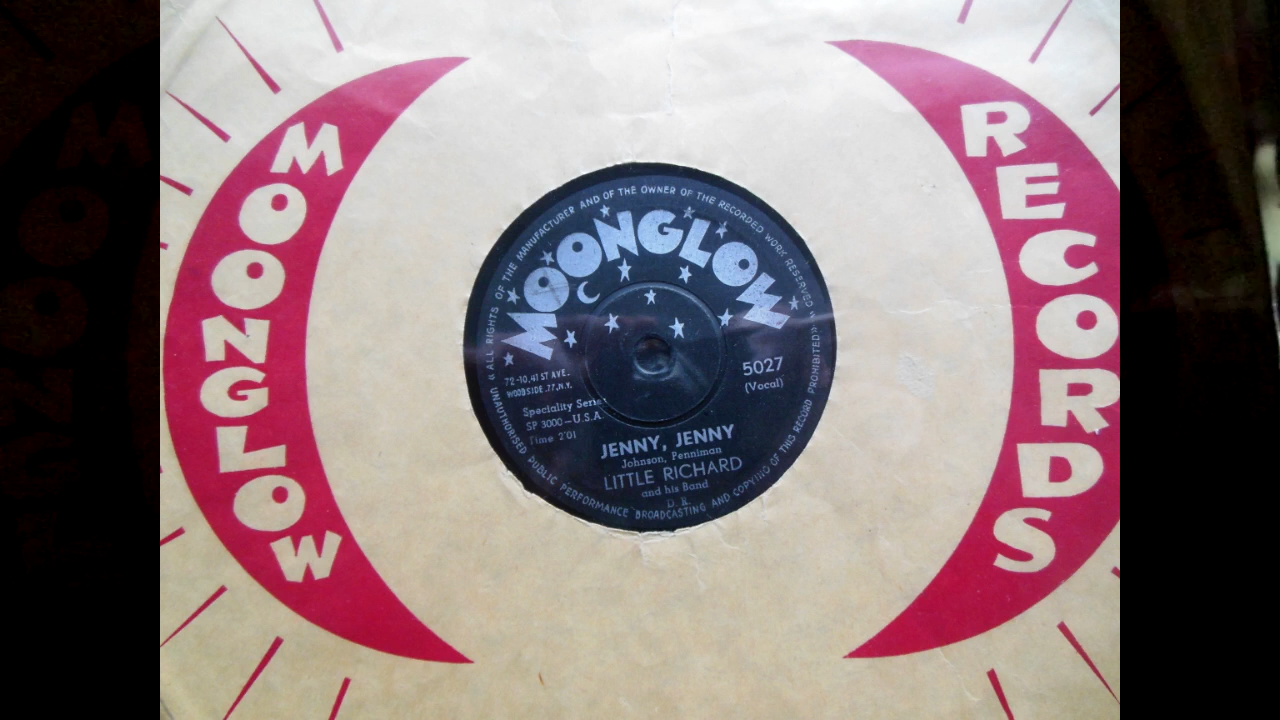 MOONGLOW
RECORDS
"ALL RIGHTS OF THE MANUFACTURER AND OF THE OWNER OF THE RECORDED WORK RESERVED"
MOONGLOW
72-10,41 ST AVE.
WOODSIDE.77.N.Y.
5027
(Vocal)
Speciality Series
SP 3000-U.S.A.
Time 2'01
JENNY, JENNY
Johnson, Penniman
LITTLE RICHARD
and his Band
UNAUTHORISED PUBLIC PERFORMANCE BROADCASTING AND COPYING OF THIS RECORD PROHIBITED»